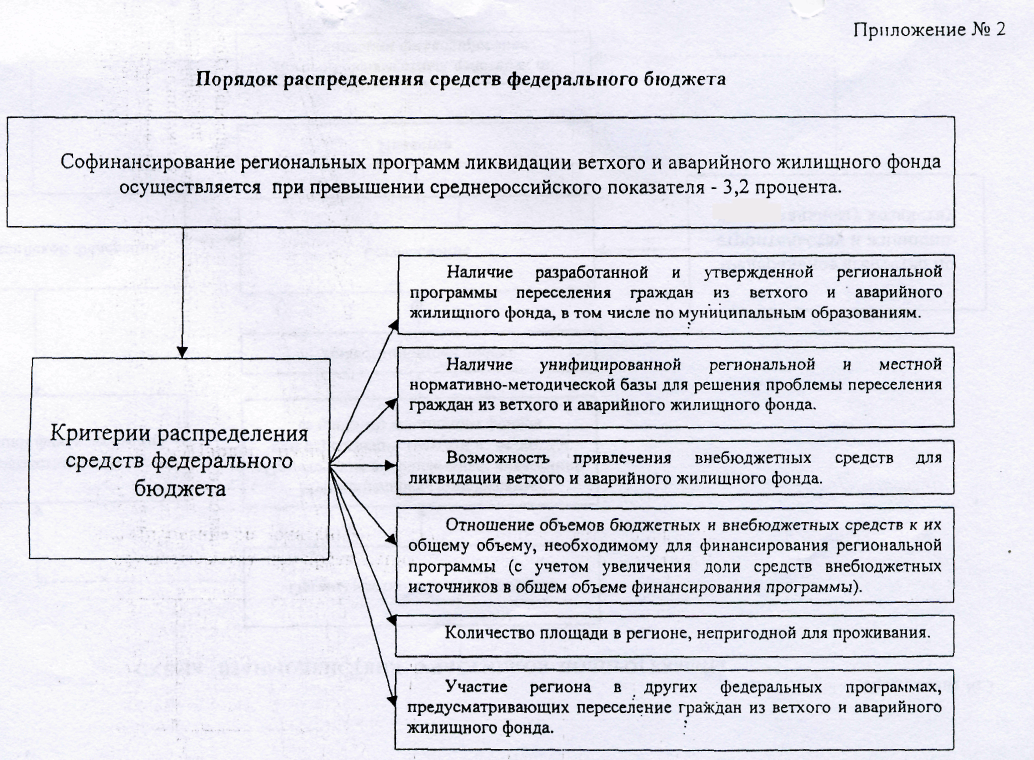 Приложение № 2
Порядок распределения средств федерального бюджета
Софинансирование региональных программ ликвидации ветхого и аварийного жилищного фонда
осуществляется при превышении среднероссийского показателя - 3,2 процента.
Наличие разработанной и утвержденной региональной
программы переселения граждан из ветхого и аварийного
жилищного фонда, в том числе по муниципальным образованиям.
Наличие унифицированной региональной и местной
нормативно-методической базы для решения проблемы переселения
граждан из ветхого и аварийного жилищного фонда.
Критерии распределения
средств федерального
бюджета
Возможность привлечения внебюджетных средств для
ликвидации ветхого и аварийного жилищного фонда.
Отношение объемов бюджетных и внебюджетных средств к их
общему объему, необходимому для финансирования региональной
программы (с учетом увеличения доли средств внебюджетных
источников в общем объеме финансирования программы).
Количество площади в регионе, непригодной для проживания.
Участие региона в других федеральных программах,
предусматривающих переселение граждан из ветхого и аварийного
жилищного фонда.